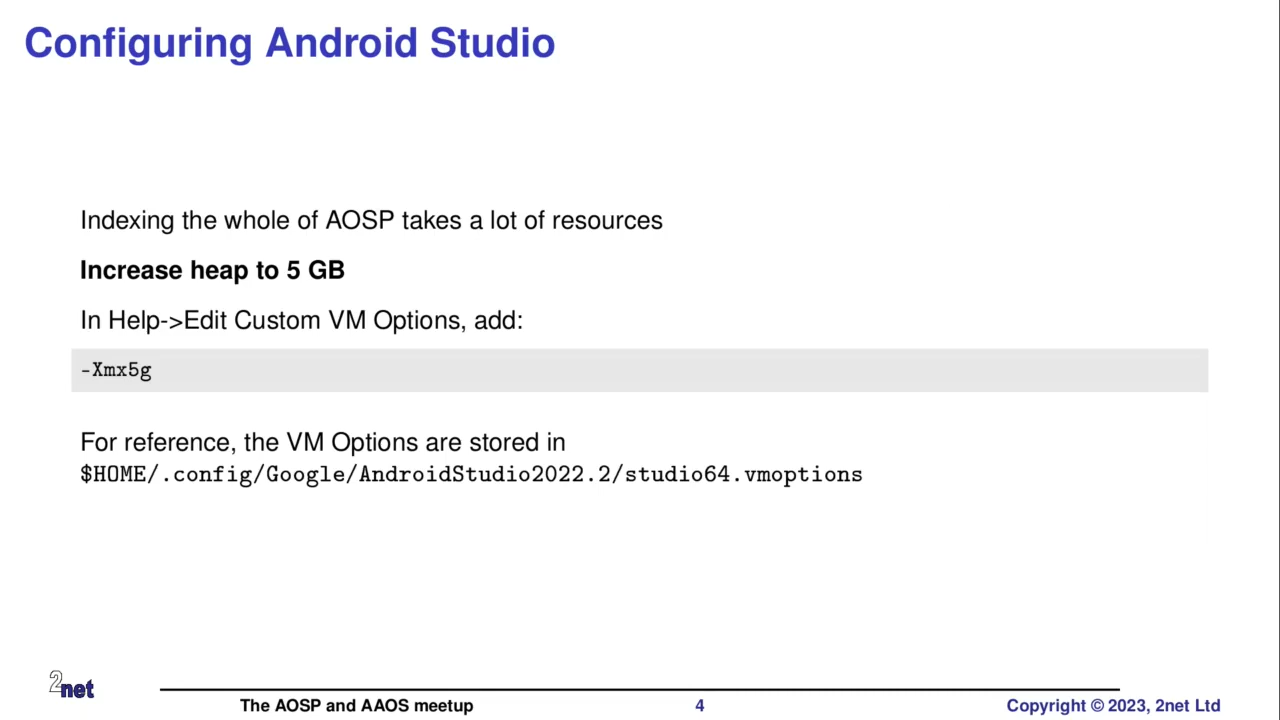 Configuring Android Studio
Indexing the whole of AOSP takes a lot of resources
Increase heap to 5 GB
In Help->Edit Custom VM Options, add:
-Xmx5g
For reference, the VM Options are stored in
$HOME/.config/Google/AndroidStudio2022.2/studio64.vmoptions
2net
The AOSP and AAOS meetup
4
Copyright © 2023, 2net Ltd